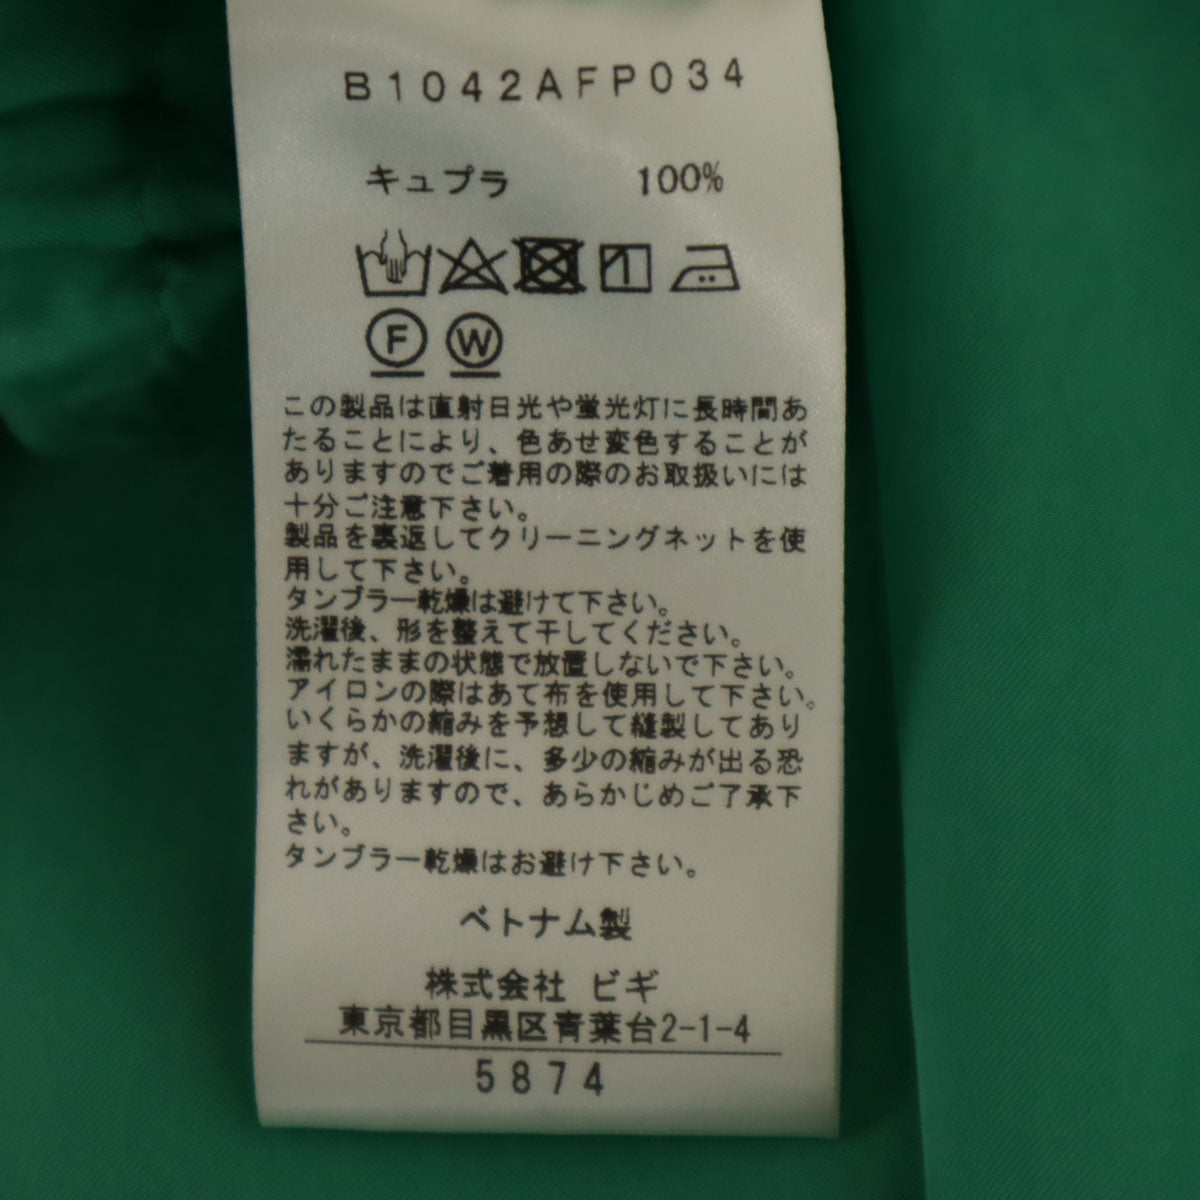 B1042AFP034
キュプラ 100%
F W
この製品は直射日光や蛍光灯に長時間あ
たることにより、色あせ変色することが
ありますのでご着用の際のお取扱いには
十分ご注意下さい。
製品を裏返してクリーニングネットを使
用して下さい。
タンブラー乾燥は避けて下さい。
洗濯後、形を整えて干してください。
濡れたままの状態で放置しないで下さい。
アイロンの際はあて布を使用して下さい。
いくらかの縮みを予想して縫製してあり
ますが、洗濯後に、多少の縮みが出る恐
れがありますので、あらかじめご了承下
さい。
タンブラー乾燥はお避け下さい。
ベトナム製
株式会社 ビギ
東京都目黒区青葉台2-1-4
5874